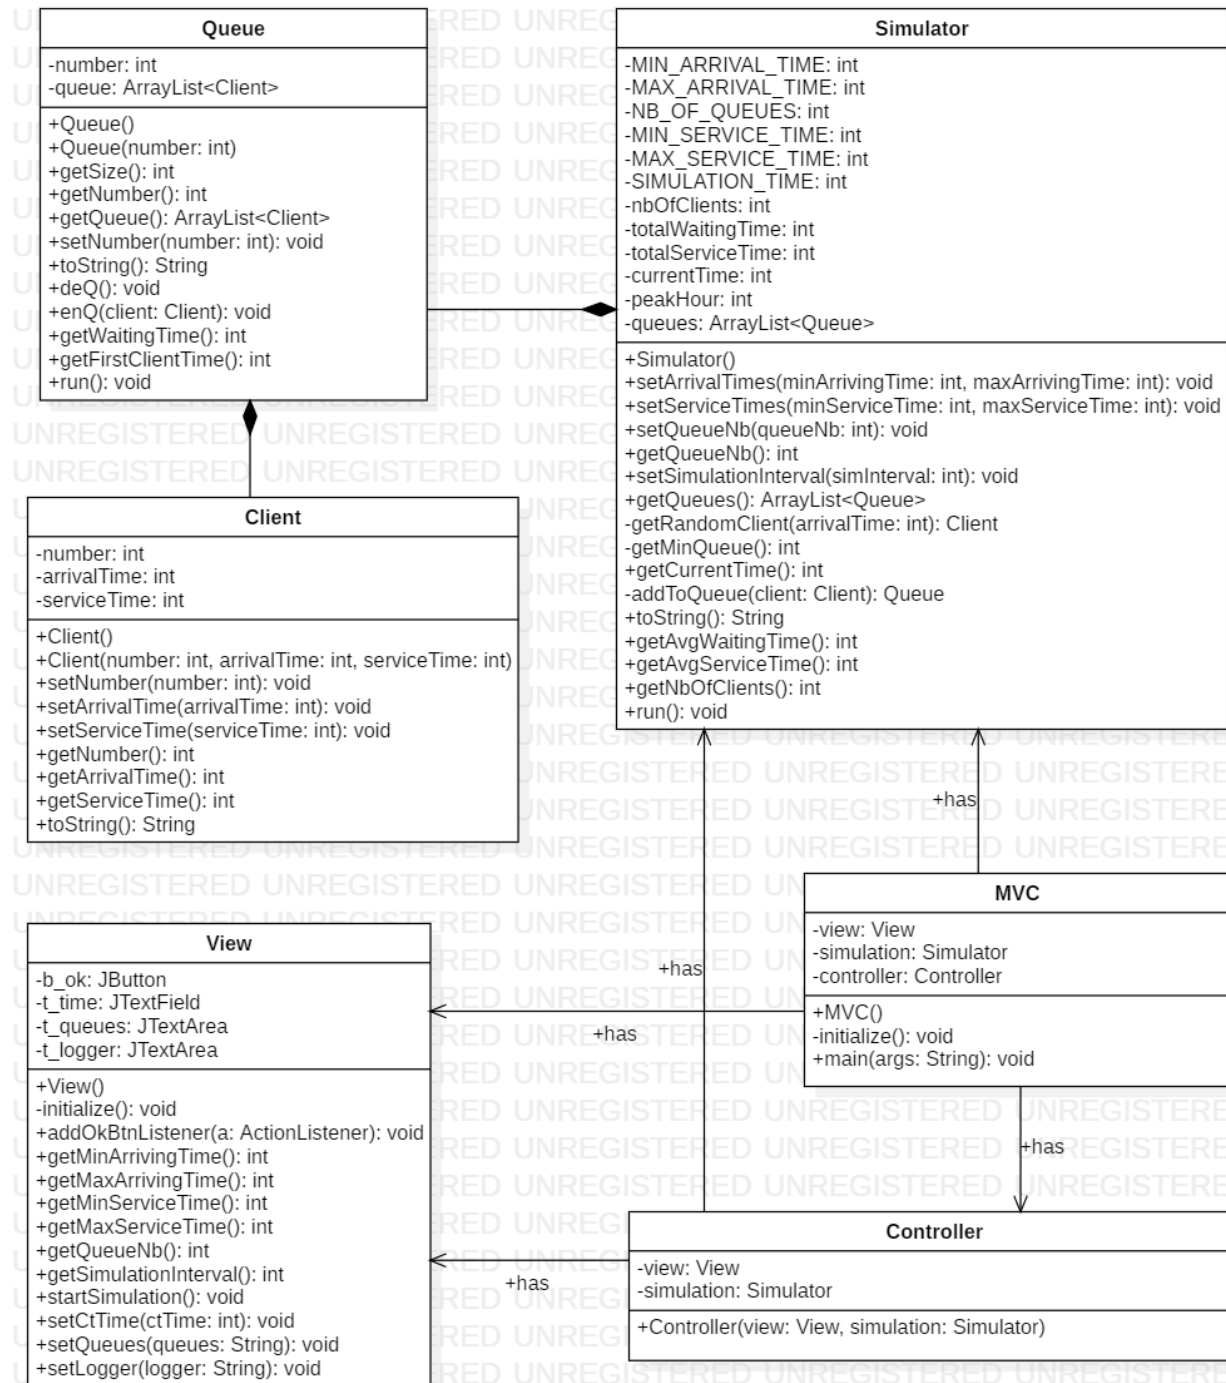 Queue
-number: int
-queue: ArrayList<Client>
+Queue()
+Queue(number: int)
+getSize(): int
+getNumber(): int
+getQueue(): ArrayList<Client>
+setNumber(number: int): void
+toString(): String
+deQ(): void
+enQ(client: Client): void
+getWaitingTime(): int
+getFirstClientTime(): int
+run(): void
Simulator
-MIN_ARRIVAL_TIME: int
-MAX_ARRIVAL_TIME: int
-NB_OF_QUEUES: int
-MIN_SERVICE_TIME: int
-MAX_SERVICE_TIME: int
-SIMULATION_TIME: int
-nbOfClients: int
-totalWaitingTime: int
-totalServiceTime: int
-currentTime: int
-peakHour: int
-queues: ArrayList<Queue>
+Simulator()
+setArrivalTimes(minArrivingTime: int, maxArrivingTime: int): void
+setServiceTimes(minServiceTime: int, maxServiceTime: int): void
+setQueueNb(queueNb: int): void
+getQueueNb(): int
+setSimulationInterval(simInterval: int): void
+getQueues(): ArrayList<Queue>
-getRandomClient(arrivalTime: int): Client
-getMinQueue(): int
+getCurrentTime(): int
-addToQueue(client: Client): Queue
+toString(): String
+getAvgWaitingTime(): int
+getAvgServiceTime(): int
+getNbOfClients(): int
+run(): void
Client
-number: int
-arrivalTime: int
-serviceTime: int
+Client()
+Client(number: int, arrivalTime: int, serviceTime: int)
+setNumber(number: int): void
+setArrivalTime(arrivalTime: int): void
+setServiceTime(serviceTime: int): void
+getNumber(): int
+getArrivalTime(): int
+getServiceTime(): int
+toString(): String
+has
MVC
-view: View
-simulation: Simulator
-controller: Controller
+MVC()
-initialize(): void
+main(args: String): void
+has
+has
+has
View
-b_ok: JButton
-t_time: JTextField
-t_queues: JTextArea
-t_logger: JTextArea
+View()
-initialize(): void
+addOkBtnListener(a: ActionListener): void
+getMinArrivingTime(): int
+getMaxArrivingTime(): int
+getMinServiceTime(): int
+getMaxServiceTime(): int
+getQueueNb(): int
+getSimulationInterval(): int
+startSimulation(): void
+setCtTime(ctTime: int): void
+setQueues(queues: String): void
+setLogger(logger: String): void
+has
Controller
-view: View
-simulation: Simulator
+Controller(view: View, simulation: Simulator)
UNREGISTERED UNREGISTERED